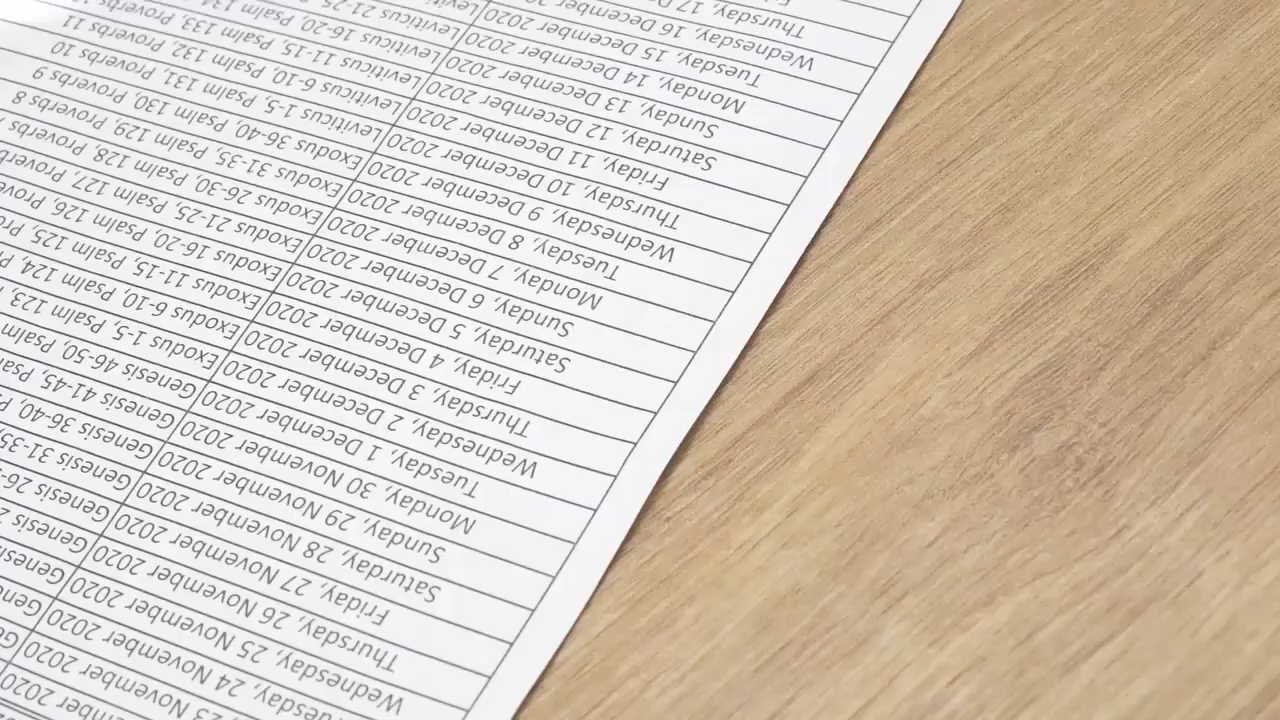 23 November 2020
Tuesday, 24 November 2020
Wednesday, 25 November 2020
Thursday, 26 November 2020 Genesis
Friday, 27 November 2020 Genesis 26-
Saturday, 28 November 2020 Genesis 31-35
Sunday, 29 November 2020 Genesis 36-40,
Monday, 30 November 2020 Genesis 41-45, Psalm
Tuesday, 1 December 2020 Genesis 46-50, Psalm
Wednesday, 2 December 2020 Exodus 1-5, Psalm 123,
Thursday, 3 December 2020 Exodus 6-10, Psalm 124,
Friday, 4 December 2020 Exodus 11-15, Psalm 125,
Saturday, 5 December 2020 Exodus 16-20, Psalm 126,
Sunday, 6 December 2020 Exodus 21-25, Psalm 127,
Monday, 7 December 2020 Exodus 26-30, Psalm 128, Proverbs
Tuesday, 8 December 2020 Exodus 31-35, Psalm 129, Proverbs 8
Wednesday, 9 December 2020 Exodus 36-40, Psalm 130, Proverbs 9
Thursday, 10 December 2020 Leviticus 1-5, Psalm 131, Proverbs 10
Friday, 11 December 2020 Leviticus 6-10, Psalm 132, Proverbs 11
Saturday, 12 December 2020 Leviticus 11-15, Psalm 133,
Sunday, 13 December 2020 Leviticus 16-20, Psalm 134
Monday, 14 December 2020 Leviticus 21-25
Tuesday, 15 December 2020
Wednesday, 16 December
Thursday, 17 December